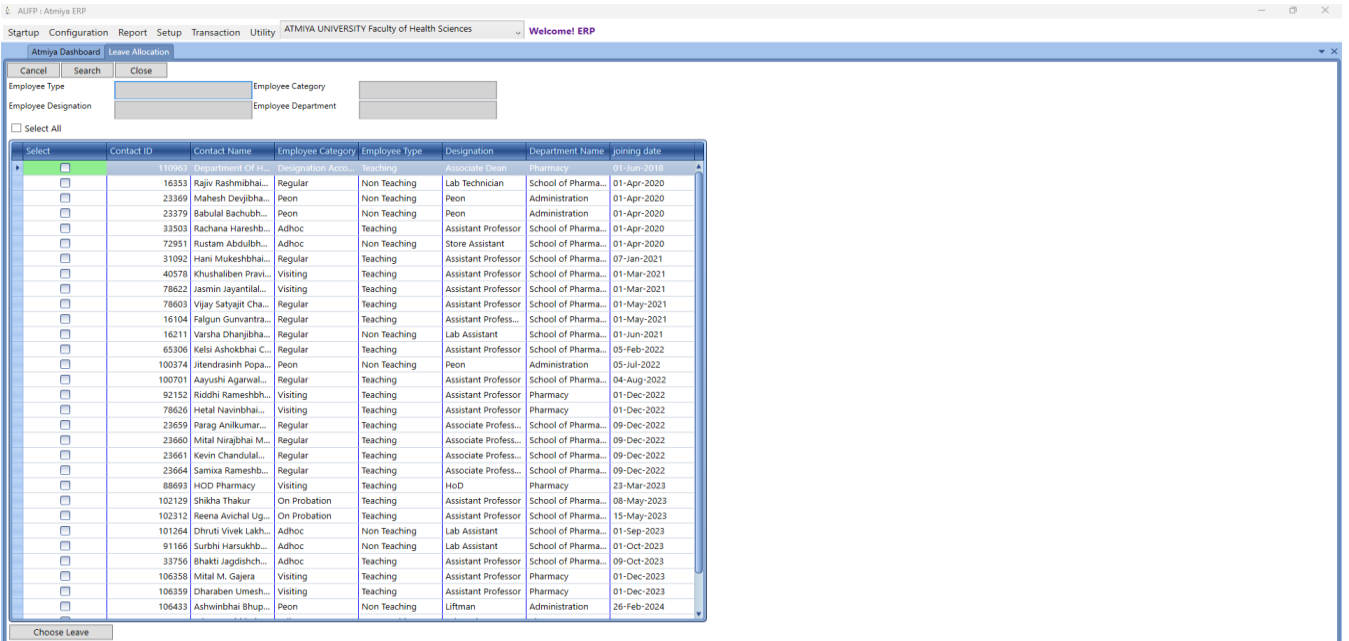 AUFP : Atmiya ERP
Startup Configuration Report Setup Transaction Utility ATMIYA UNIVERSITY Faculty of Health Sciences Welcome! ERP
Atmiya Dashboard Leave Allocation
Cancel Search Close
Employee Type Employee Category
Employee Designation Employee Department
Select All
Select Contact ID Contact Name Employee Category Employee Type Designation Department Name joining date
110963 Department Of H... Designation Acco... Teaching Associate Dean Pharmacy 01-Jun-2018
16353 Rajiv Rashmibhai... Regular Non Teaching Lab Technician School of Pharma... 01-Apr-2020
23369 Mahesh Devjibha... Peon Non Teaching Peon Administration 01-Apr-2020
23379 Babulal Bachubh... Peon Non Teaching Peon Administration 01-Apr-2020
33503 Rachana Hareshb... Adhoc Teaching Assistant Professor School of Pharma... 01-Apr-2020
72951 Rustam Abdulbh... Adhoc Non Teaching Store Assistant School of Pharma... 01-Apr-2020
31092 Hani Mukeshbhai... Regular Teaching Assistant Professor School of Pharma... 07-Jan-2021
40578 Khushaliben Pravi... Visiting Teaching Assistant Professor School of Pharma... 01-Mar-2021
78622 Jasmin Jayantilal... Visiting Teaching Assistant Professor School of Pharma... 01-Mar-2021
78603 Vijay Satyajit Cha... Regular Teaching Assistant Professor School of Pharma... 01-May-2021
16104 Falgun Gunvantra... Regular Teaching Assistant Profess... School of Pharma... 01-May-2021
16211 Varsha Dhanjibha... Regular Non Teaching Lab Assistant School of Pharma... 01-Jun-2021
65306 Kelsi Ashokbhai C... Regular Teaching Assistant Professor School of Pharma... 05-Feb-2022
100374 Jitendrasinh Popa... Peon Non Teaching Peon Administration 05-Jul-2022
100701 Aayushi Agarwal... Regular Teaching Assistant Professor School of Pharma... 04-Aug-2022
92152 Riddhi Rameshbh... Visiting Teaching Assistant Professor Pharmacy 01-Dec-2022
78626 Hetal Navinbhai... Visiting Teaching Assistant Professor Pharmacy 01-Dec-2022
23659 Parag Anilkumar... Regular Teaching Associate Profess... School of Pharma... 09-Dec-2022
23660 Mital Nirajbhai M... Regular Teaching Associate Profess... School of Pharma... 09-Dec-2022
23661 Kevin Chandulal... Regular Teaching Associate Profess... School of Pharma... 09-Dec-2022
23664 Samixa Rameshb... Regular Teaching Associate Profess... School of Pharma... 09-Dec-2022
88693 HOD Pharmacy Visiting Teaching HoD Pharmacy 23-Mar-2023
102129 Shikha Thakur On Probation Teaching Assistant Professor School of Pharma... 08-May-2023
102312 Reena Avichal Ug... On Probation Teaching Assistant Professor School of Pharma... 15-May-2023
101264 Dhruti Vivek Lakh... Adhoc Non Teaching Lab Assistant School of Pharma... 01-Sep-2023
91166 Surbhi Harsukhb... Adhoc Non Teaching Lab Assistant School of Pharma... 01-Oct-2023
33756 Bhakti Jagdishch... Adhoc Teaching Assistant Professor School of Pharma... 09-Oct-2023
106358 Mital M. Gajera Visiting Teaching Assistant Professor Pharmacy 01-Dec-2023
106359 Dharaben Umesh... Visiting Teaching Assistant Professor Pharmacy 01-Dec-2023
106433 Ashwinbhai Bhup... Peon Non Teaching Liftman Administration 26-Feb-2024
Choose Leave